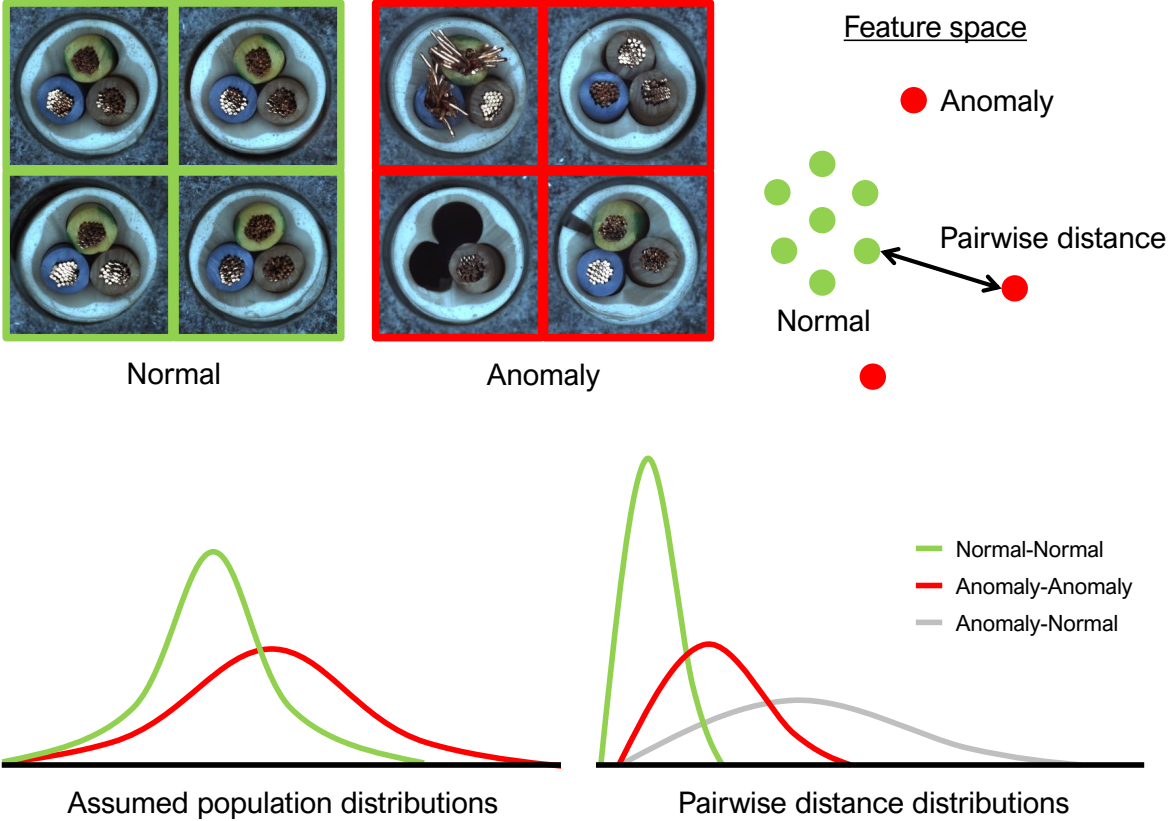 Feature space
Anomaly
Pairwise distance
Normal
Normal
Anomaly
Normal-Normal
Anomaly-Anomaly
Anomaly-Normal
Assumed population distributions
Pairwise distance distributions